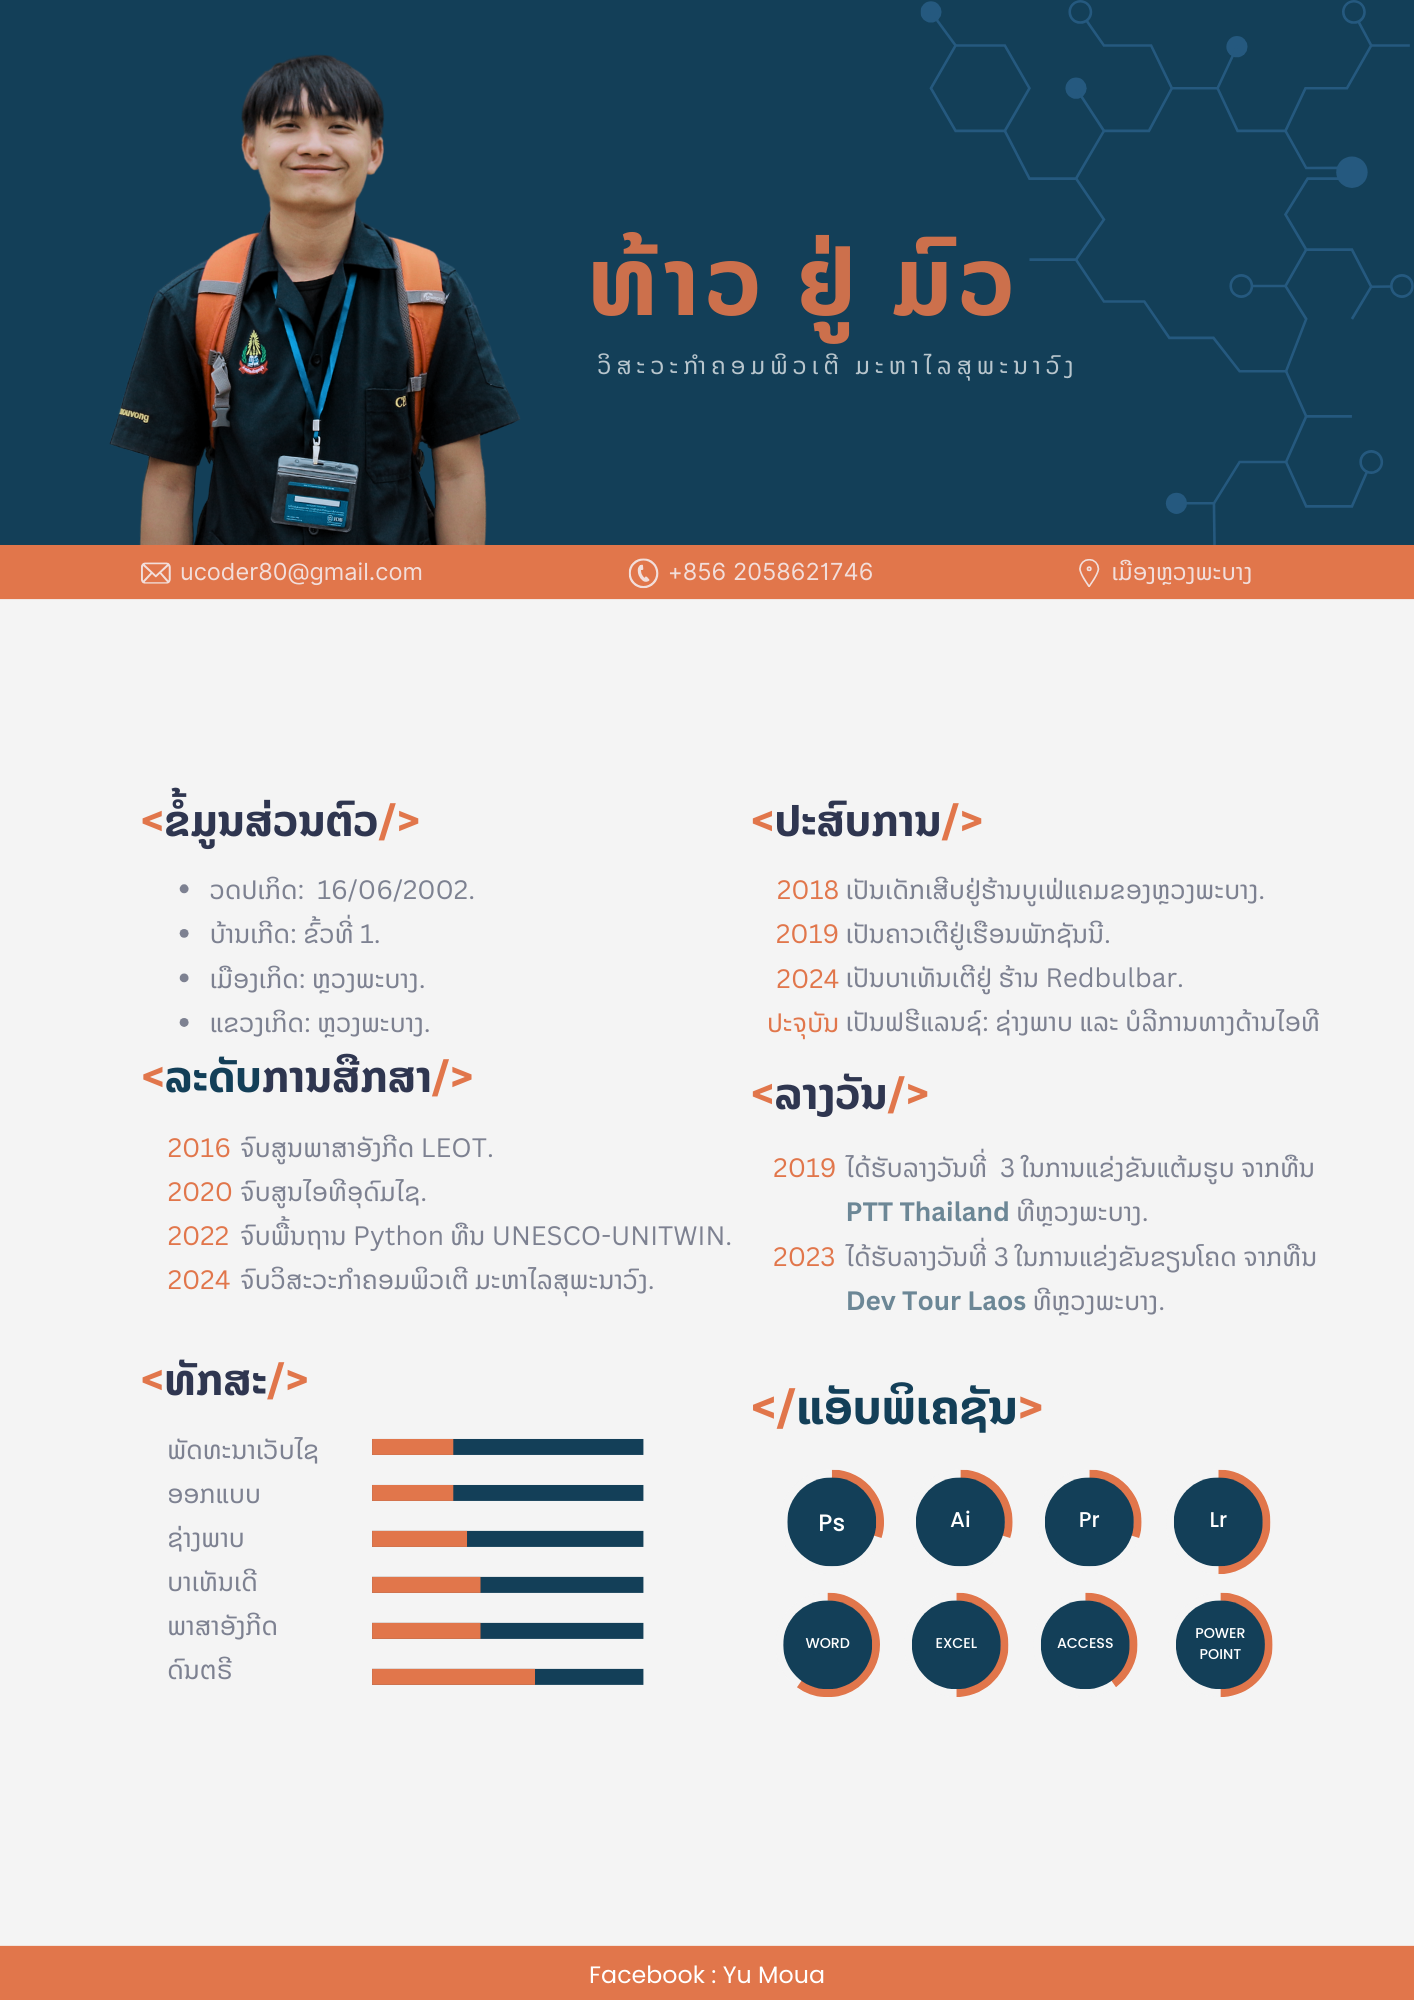 ທ້າວ ຢູ່ ມົວ
ວິສະວະກຳຄອມພິວເຕີ ມະຫາໄລສຸພະນາວົງ
ucoder80@gmail.com
+856 2058621746
ເມືອງຫຼວງພະບາງ
<ຂໍ້ມູນສ່ວນຕົວ/>
ວດປເກິດ: 16/06/2002.
ບ້ານເກີດ: ຂົ້ວທີ່ 1.
ເມືອງເກິດ: ຫຼວງພະບາງ.
ແຂວງເກິດ: ຫຼວງພະບາງ.
<ລະດັບການສຶກສາ/>
2016 ຈົບສູນພາສາອັງກິດ LEOT.
2020 ຈົບສູນໄອທີອຸດົມໄຊ.
2022 ຈົບພື້ນຖານ Python ທຶນ UNESCO-UNITWIN.
2024 ຈົບວິສະວະກຳຄອມພິວເຕີ ມະຫາໄລສຸພະນາວົງ.
<ທັກສະ/>
ພັດທະນາເວັບໄຊ
ອອກແບບ
ຊ່າງພາບ
ບາເທັນເດີ
ພາສາອັງກິດ
ດົນຕຣີ
<ປະສົບການ/>
2018 ເປັນເດັກເສີບຢູ່ຮ້ານບູເຟ່ແຄມຂອງຫຼວງພະບາງ.
2019 ເປັນຄາວເຕີຢູ່ເຮືອນພັກຊັນນີ.
2024 ເປັນບາເທັນເຕີຢູ່ ຮ້ານ Redbulbar.
ປະຈຸບັນ ເປັນຟຮີແລນຊ໌: ຊ່າງພາບ ແລະ ບໍລິການທາງດ້ານໄອທີ
<ລາງວັນ/>
2019 ໄດ້ຮັບລາງວັນທີ່ 3 ໃນການແຂ່ງຂັນແຕ້ມຮູບ ຈາກທຶນ
PTT Thailand ທີຫຼວງພະບາງ.
2023 ໄດ້ຮັບລາງວັນທີ່ 3 ໃນການແຂ່ງຂັນຂຽນໂຄດ ຈາກທຶນ
Dev Tour Laos ທີຫຼວງພະບາງ.
</ແອັບພິເຄຊັນ>
Ps
Ai
Pr
Lr
WORD
EXCEL
ACCESS
POWER
POINT
Facebook : Yu Moua